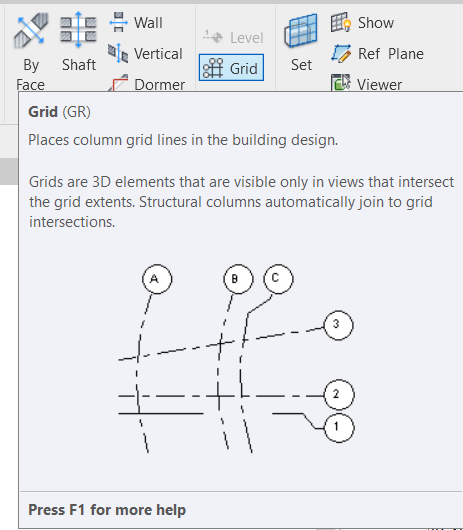 Wall
Level
Show
Vertical
Ref Plane
By
Face
Shaft
Grid
Set
Dormer
Viewer
Grid (GR)
Places column grid lines in the building design.
Grids are 3D elements that are visible only in views that intersect
the grid extents. Structural columns automatically join to grid
intersections.
A
B
C
3
2
1
Press F1 for more help